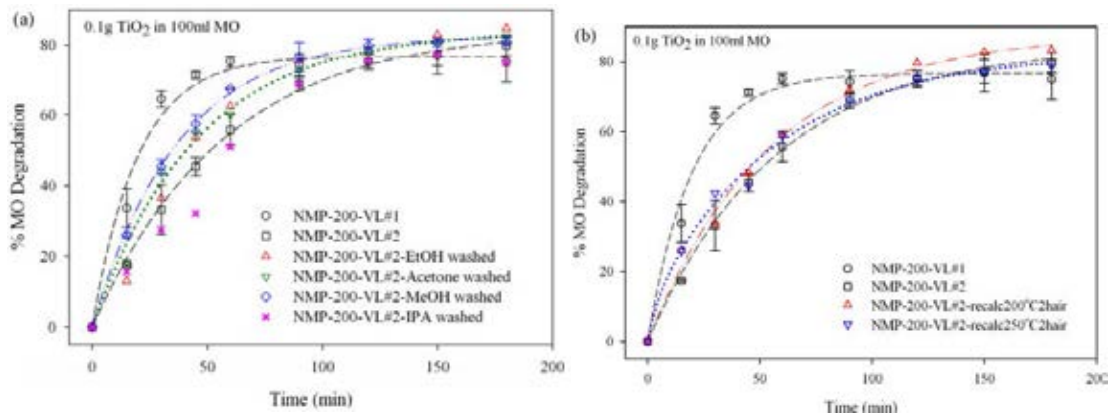 (a)
0.1g TiO2 in 100ml MO
80
60
40
20
0
% MO Degradation
NMP-200-VL#1
NMP-200-VL#2
NMP-200-VL#2-EtOH washed
NMP-200-VL#2-Acetone washed
NMP-200-VL#2-MeOH washed
NMP-200-VL#2-IPA washed
0 50 100 150 200
Time (min)
(b)
0.1g TiO2 in 100ml MO
80
60
40
20
0
% MO Degradation
NMP-200-VL#1
NMP-200-VL#2
NMP-200-VL#2-recalc200°C2hair
NMP-200-VL#2-recalc250°C2hair
0 50 100 150 200
Time (min)